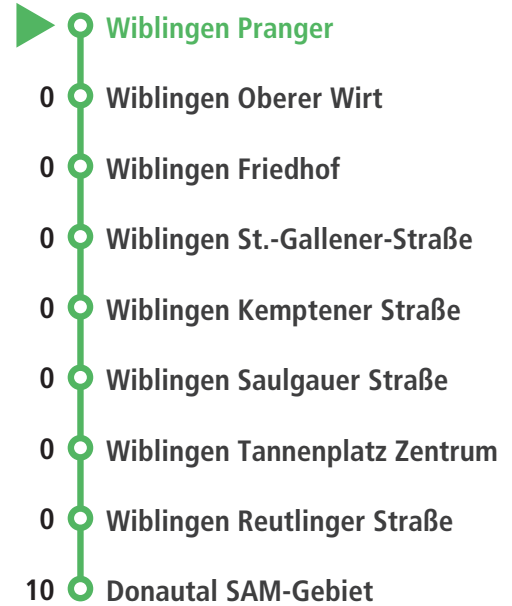 Wiblingen Pranger
0 Wiblingen Oberer Wirt
0 Wiblingen Friedhof
0 Wiblingen St.-Gallener-Straße
0 Wiblingen Kemptener Straße
0 Wiblingen Saulgauer Straße
0 Wiblingen Tannenplatz Zentrum
0 Wiblingen Reutlinger Straße
10 Donautal SAM-Gebiet